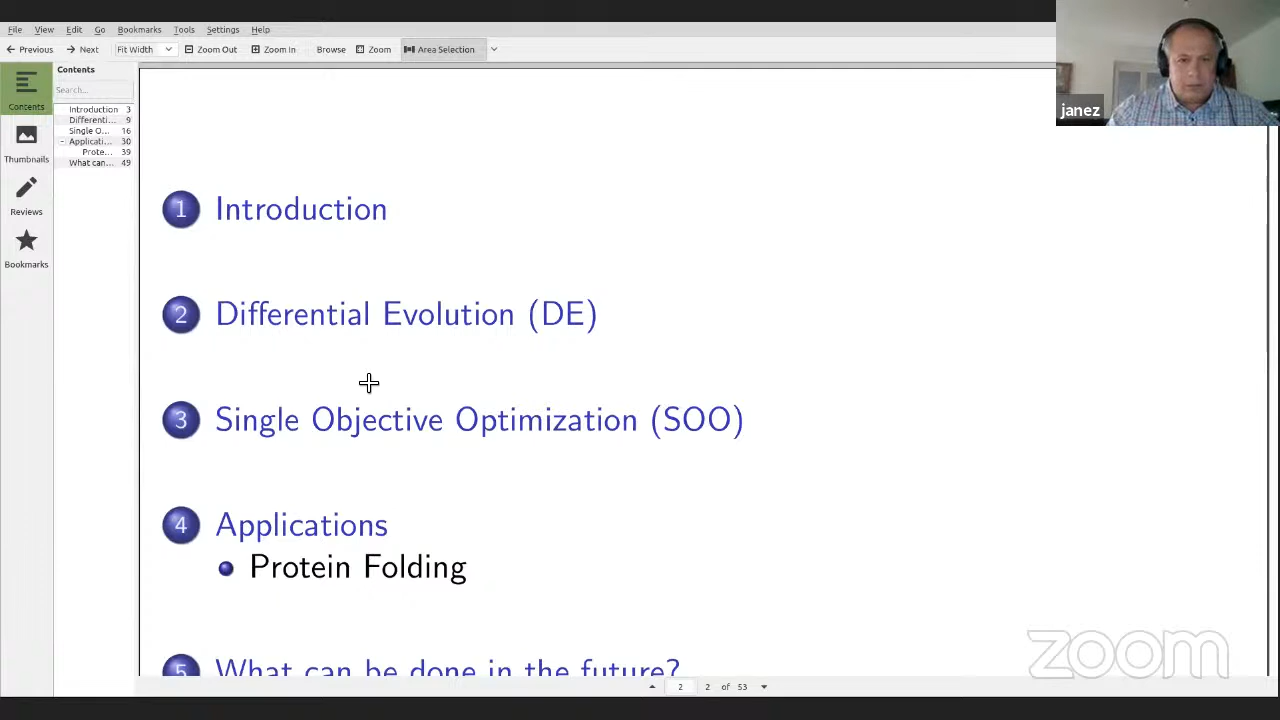 File View Edit Go Bookmarks Tools Settings Help
Previous Next Fit Width Zoom Out Zoom In Browse Zoom Area Selection
janez
Contents
Thumbnails
Reviews
Bookmarks
Contents
Search...
Introduction 3
Differenti... 9
Single O... 16
Applicati... 30
Prote... 39
What can... 49
1 Introduction
2 Differential Evolution (DE)
3 Single Objective Optimization (SOO)
4 Applications
Protein Folding
5 What can be done in the future?
zoom
2 2 of 53